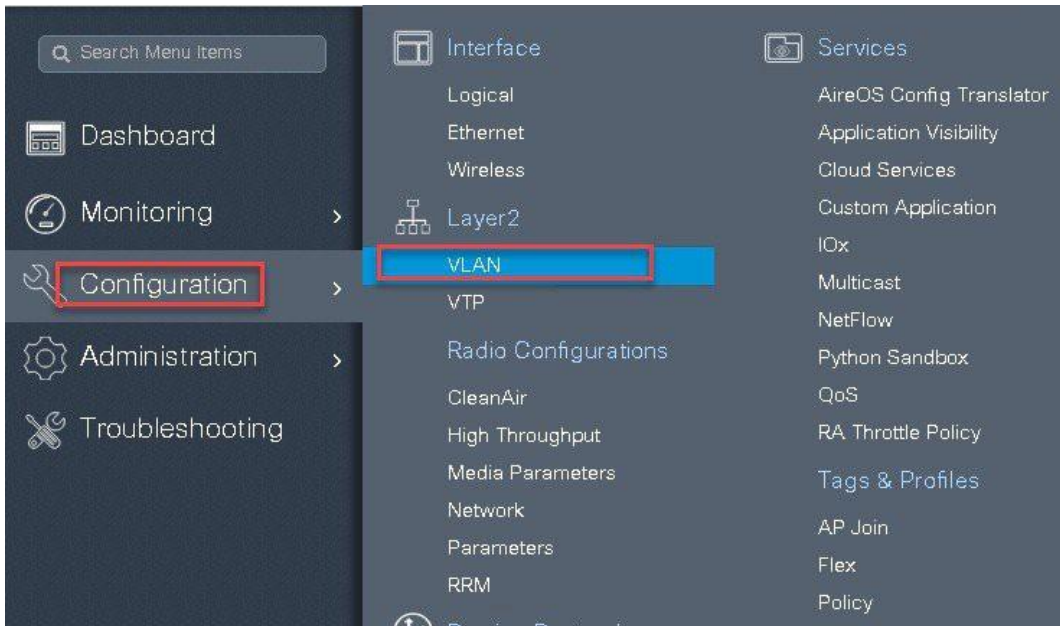 Search Menu Items
Dashboard
Monitoring
Configuration
Administration
Troubleshooting
Interface
Logical
Ethernet
Wireless
Layer2
VLAN
VTP
Radio Configurations
CleanAir
High Throughput
Media Parameters
Network
Parameters
RRM
Services
AireOS Config Translator
Application Visibility
Cloud Services
Custom Application
IOx
Multicast
NetFlow
Python Sandbox
QoS
RA Throttle Policy
Tags & Profiles
AP Join
Flex
Policy